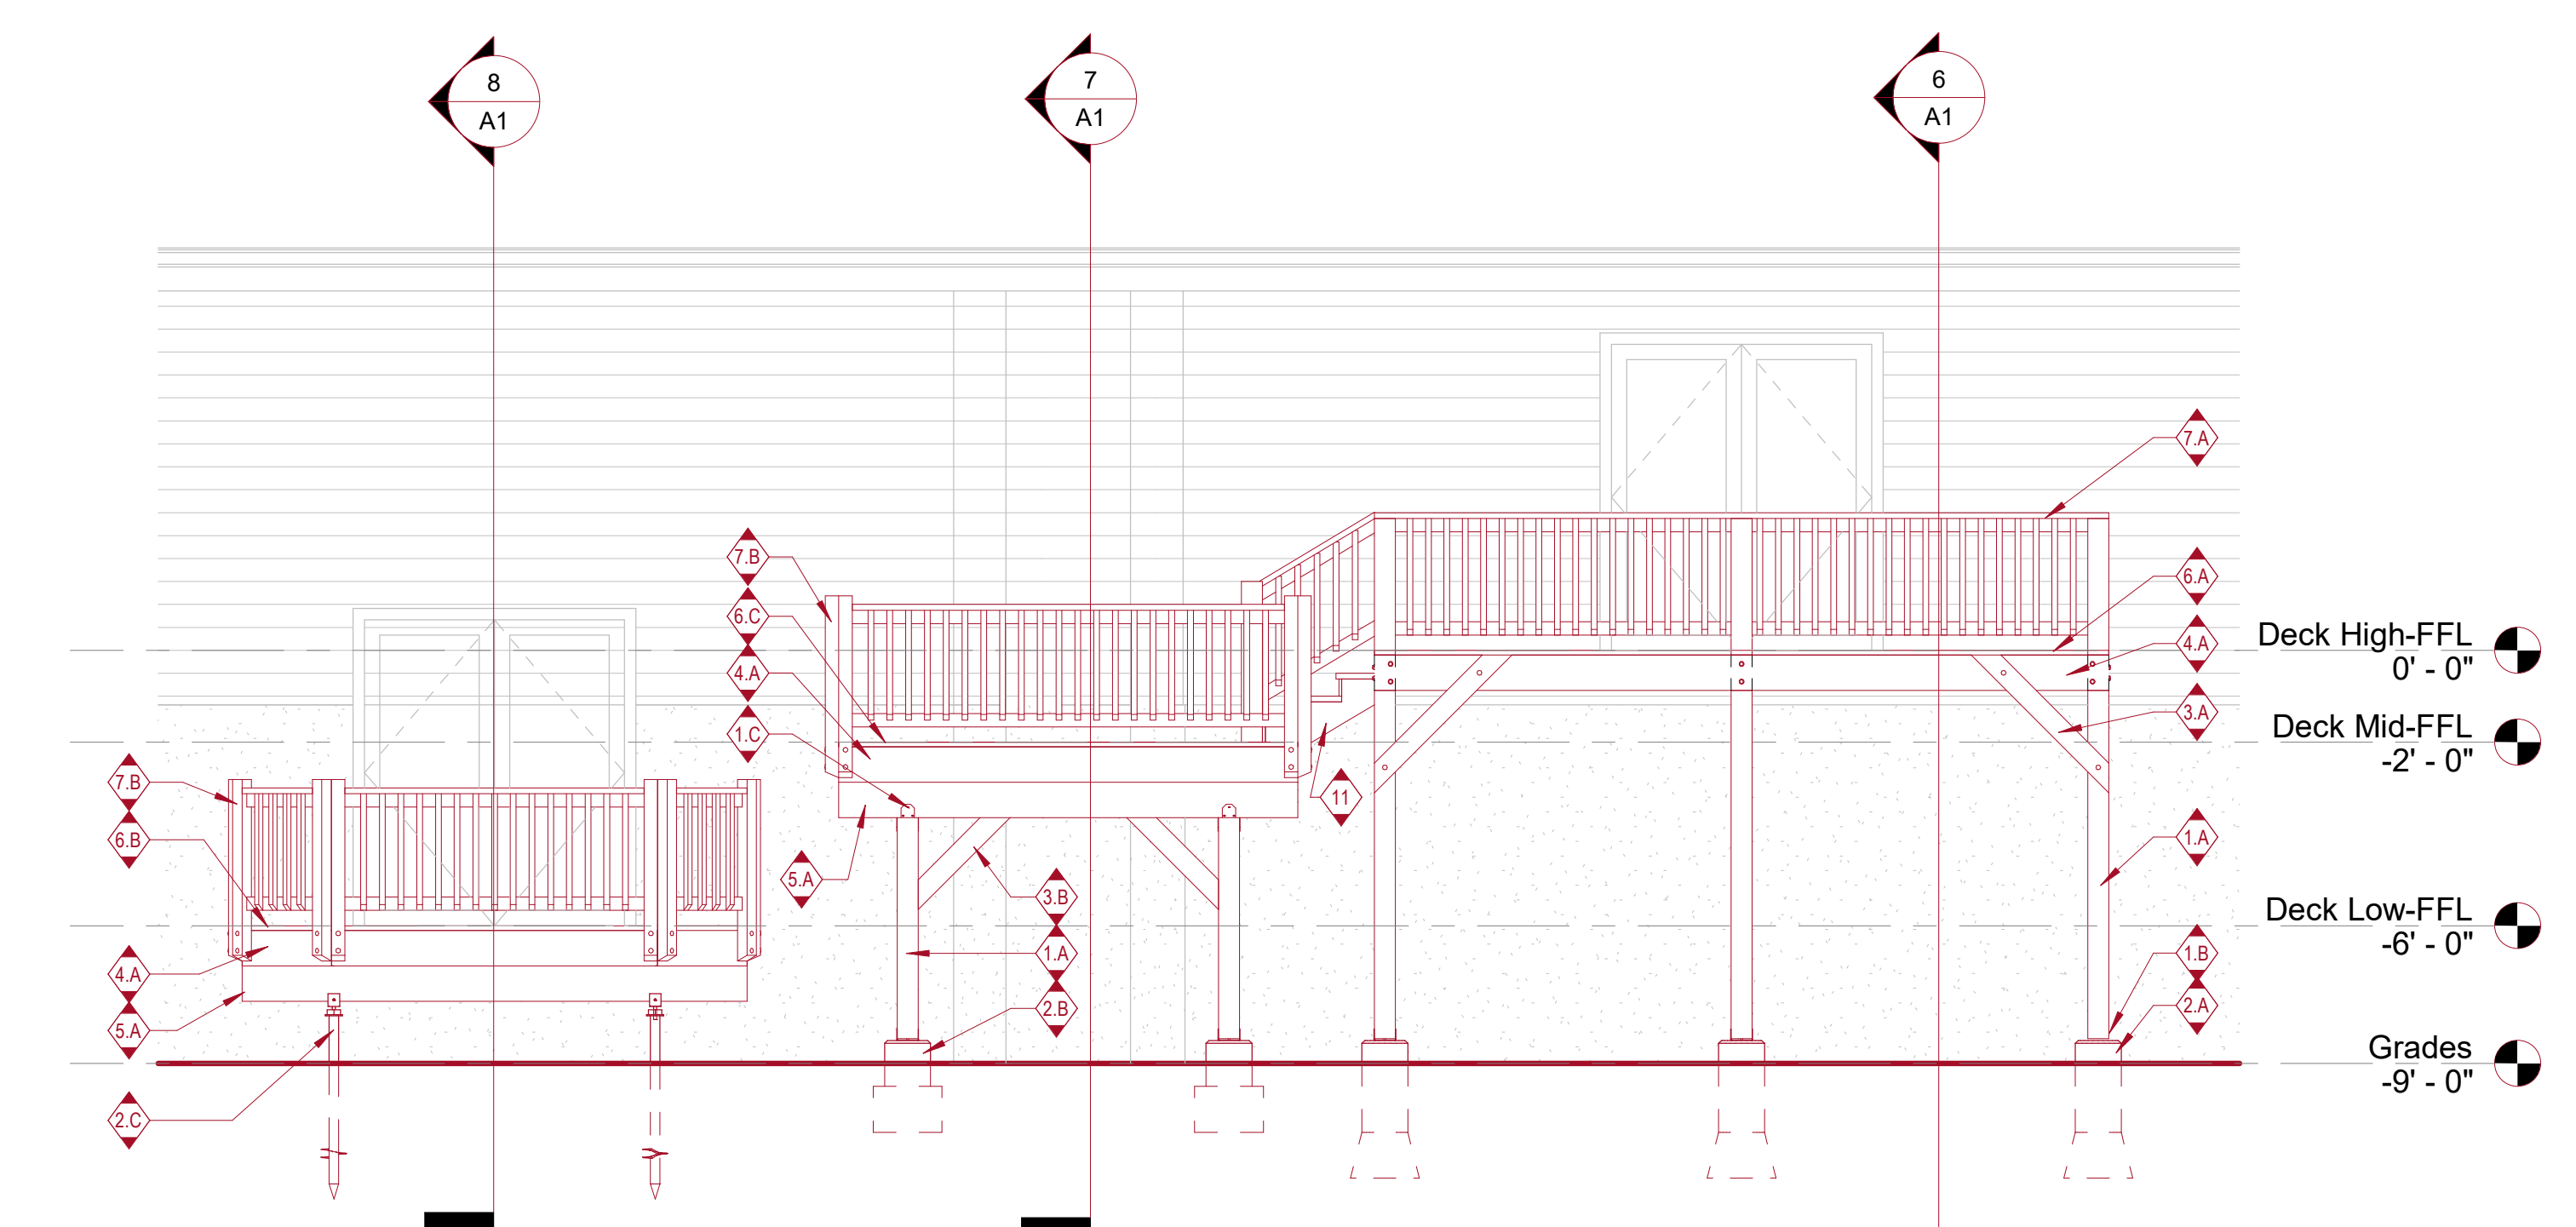 8
A1
7
A1
6
A1
7.A
7.B
6.A
6.C
4.A
Deck High-FFL
0' - 0"
4.A
3.A
1.C
Deck Mid-FFL
-2' - 0"
7.B
11
6.B
1.A
5.A
3.B
Deck Low-FFL
-6' - 0"
1.A
1.B
4.A
2.B
2.A
5.A
Grades
-9' - 0"
2.C